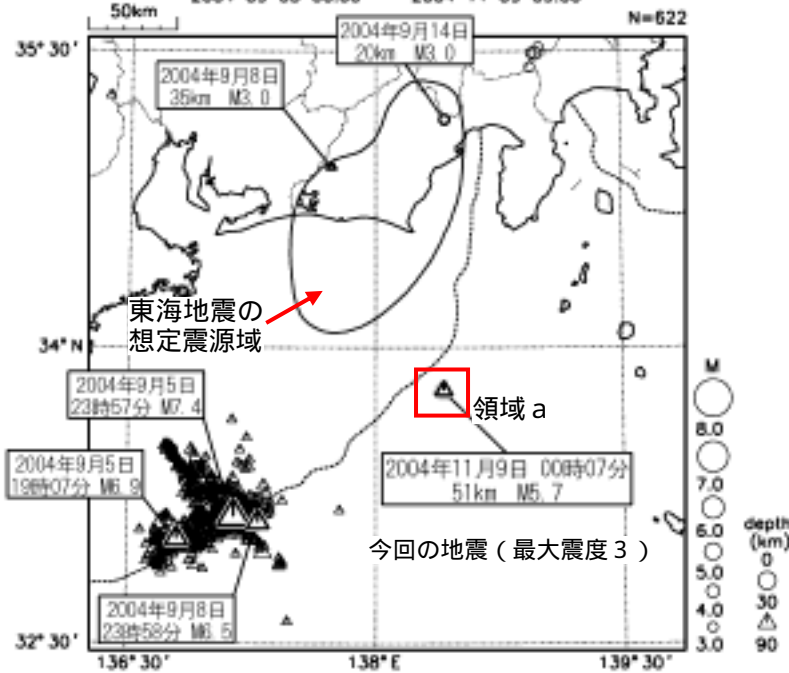 50km
N=622
35° 30'
2004年9月14日
20km M3.0
2004年9月8日
35km M3.0
東海地震の
想定震源域
34° N
2004年9月5日
23時57分 M7.4
領域a
M
8.0
7.0
6.0
5.0
4.0
3.0
2004年9月5日
19時07分 M6.9
2004年11月9日 00時07分
51km M5.7
今回の地震(最大震度3)
depth
(km)
0
30
90
2004年9月8日
23時58分 M6.5
32° 30'
136° 30'
138° E
139° 30'